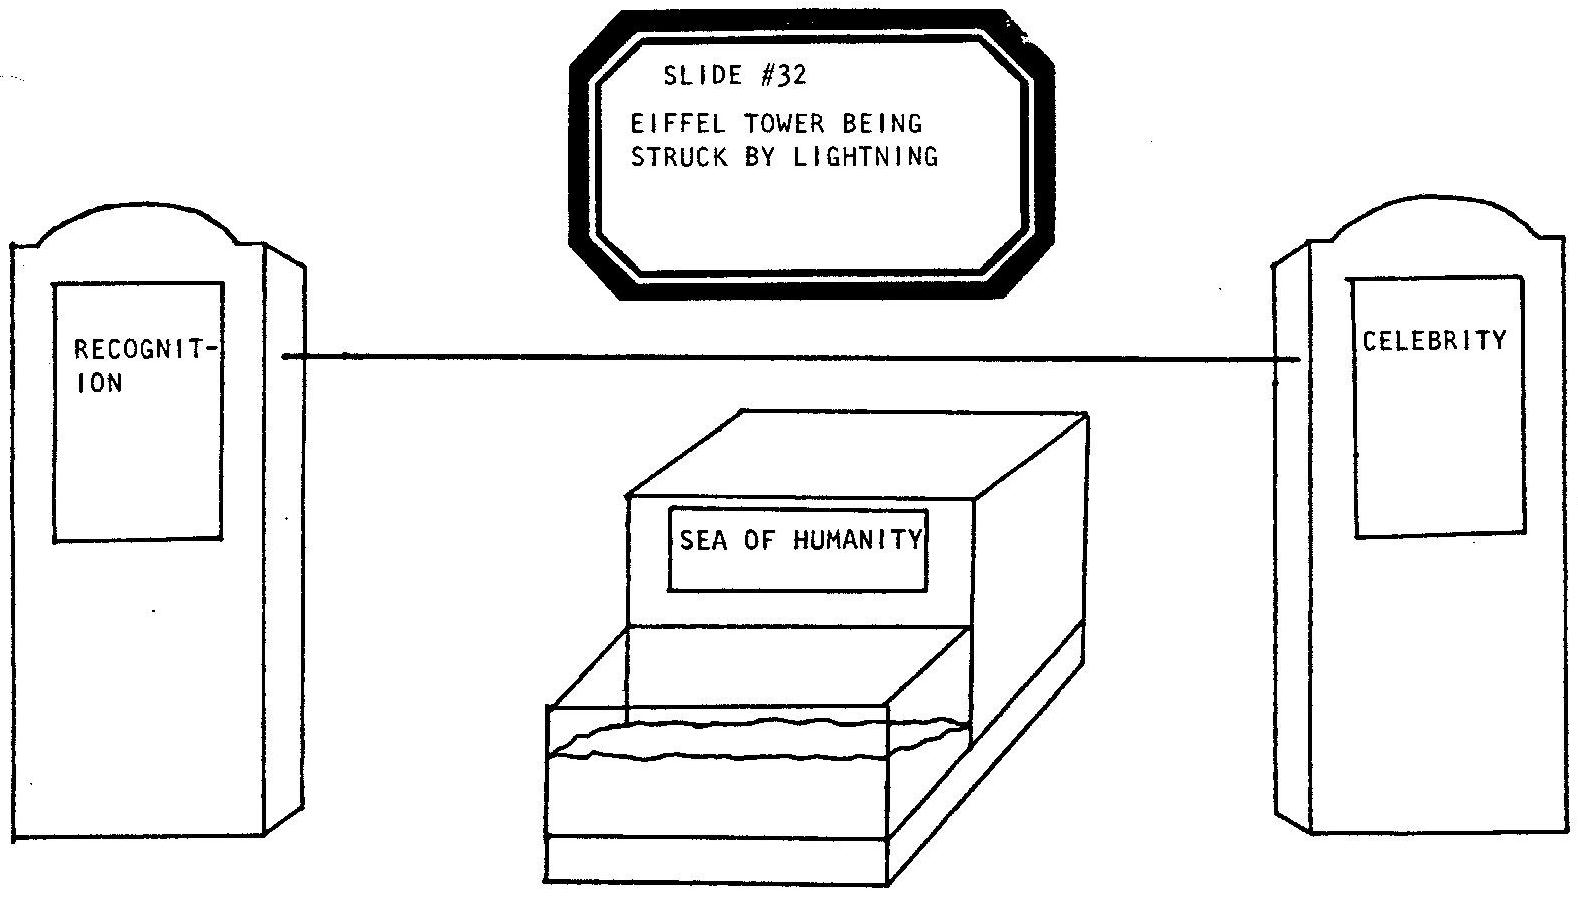 SLIDE #32
EIFFEL TOWER BEING
STRUCK BY LIGHTNING
RECOGNIT-
ION
CELEBRITY
SEA OF HUMANITY